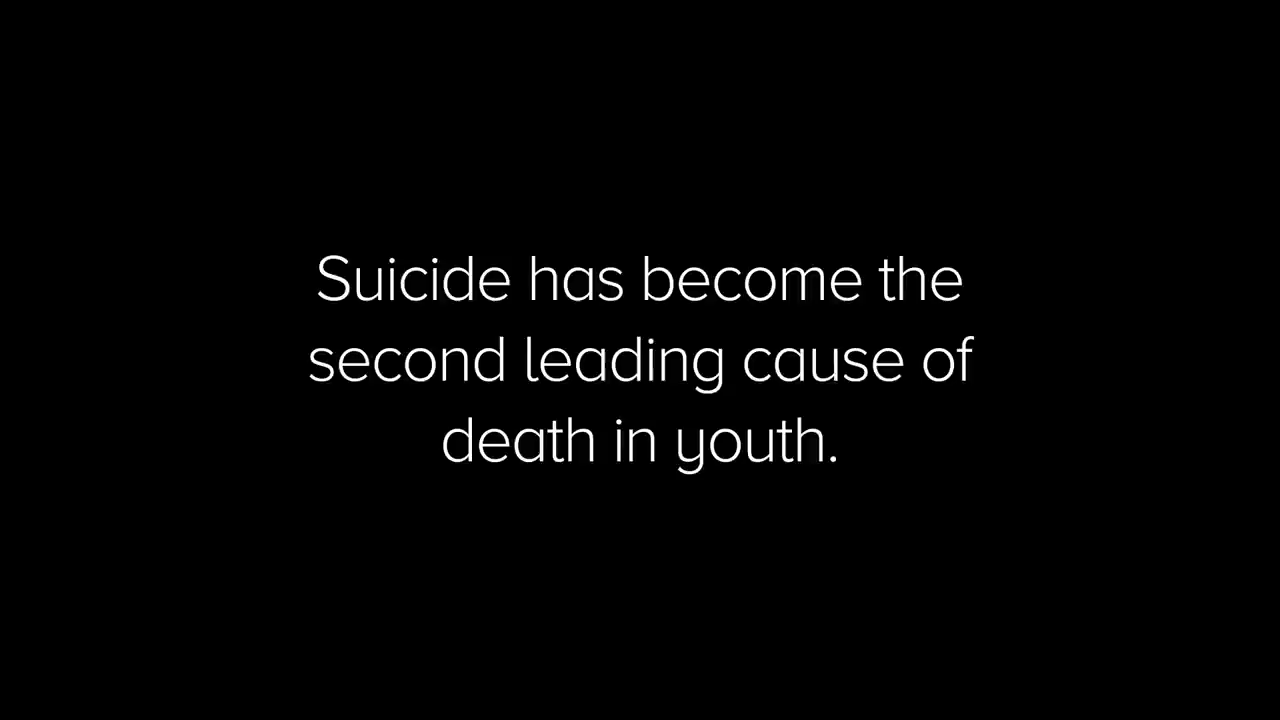 Suicide has become the
second leading cause of
death in youth.